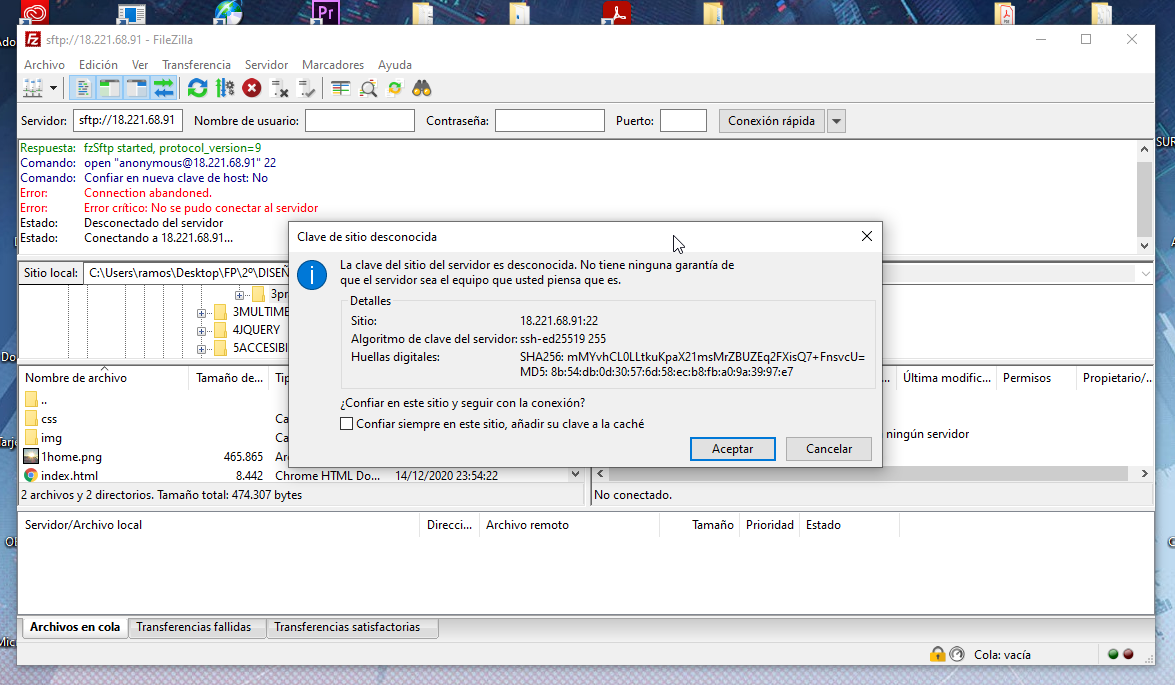 Pr
Ado
sftp://18.221.68.91 - FileZilla
Archivo Edición Ver Transferencia Servidor Marcadores Ayuda
Servidor: sftp://18.221.68.91 Nombre de usuario: Contraseña: Puerto: Conexión rápida
SUR
Respuesta: fzSftp started, protocol_version=9
Comando: open "anonymous@18.221.68.91" 22
Comando: Confiar en nueva clave de host: No
Error: Connection abandoned.
Error: Error crítico: No se pudo conectar al servidor
Estado: Desconectado del servidor
Estado: Conectando a 18.221.68.91...
Clave de sitio desconocida
La clave del sitio del servidor es desconocida. No tiene ninguna garantía de
que el servidor sea el equipo que usted piensa que es.
Detalles
Sitio: 18.221.68.91:22
Algoritmo de clave del servidor: ssh-ed25519 255
Huellas digitales: SHA256: mMYvhCL0LLtkuKpaX21msMrZBUZEq2FXisQ7+FnsvcU=
MD5: 8b:54:db:0d:30:57:6d:58:ec:b8:fb:a0:9a:39:97:e7
¿Confiar en este sitio y seguir con la conexión?
Confiar siempre en este sitio, añadir su clave a la caché
Aceptar Cancelar
Sitio local: C:\Users\ramos\Desktop\FP\2º\DISEÑ
3pr
3MULTIME
4JQUERY
5ACCESIBI
Do
Nombre de archivo Tamaño de... Tip
... Última modific... Permisos Propietario/...
..
css Ca
img Ca
ningún servidor
Tarje
1home.png 465.865 Ar
index.html 8.442 Chrome HTML Do... 14/12/2020 23:54:22
2 archivos y 2 directorios. Tamaño total: 474.307 bytes
No conectado.
Servidor/Archivo local Direcci... Archivo remoto Tamaño Prioridad Estado
Archivos en cola Transferencias fallidas Transferencias satisfactorias
Mic
Cola: vacía